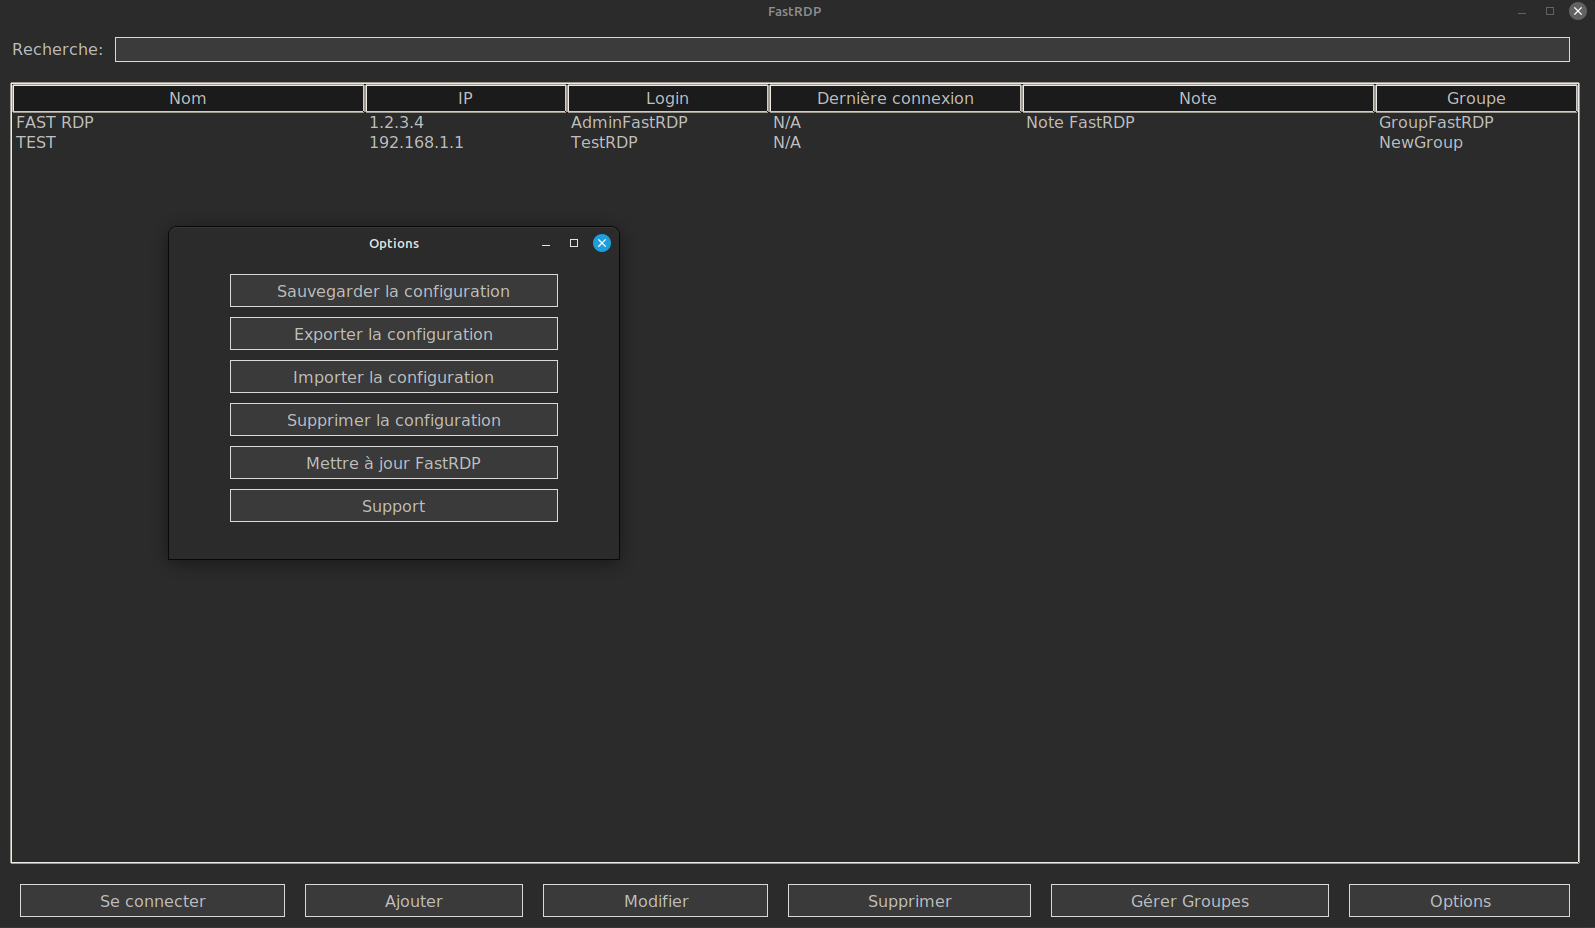 FastRDP
Recherche:
Nom IP Login Dernière connexion Note Groupe
FAST RDP 1.2.3.4 AdminFastRDP N/A Note FastRDP GroupFastRDP
TEST 192.168.1.1 TestRDP N/A NewGroup
Options
Sauvegarder la configuration
Exporter la configuration
Importer la configuration
Supprimer la configuration
Mettre à jour FastRDP
Support
Se connecter Ajouter Modifier Supprimer Gérer Groupes Options